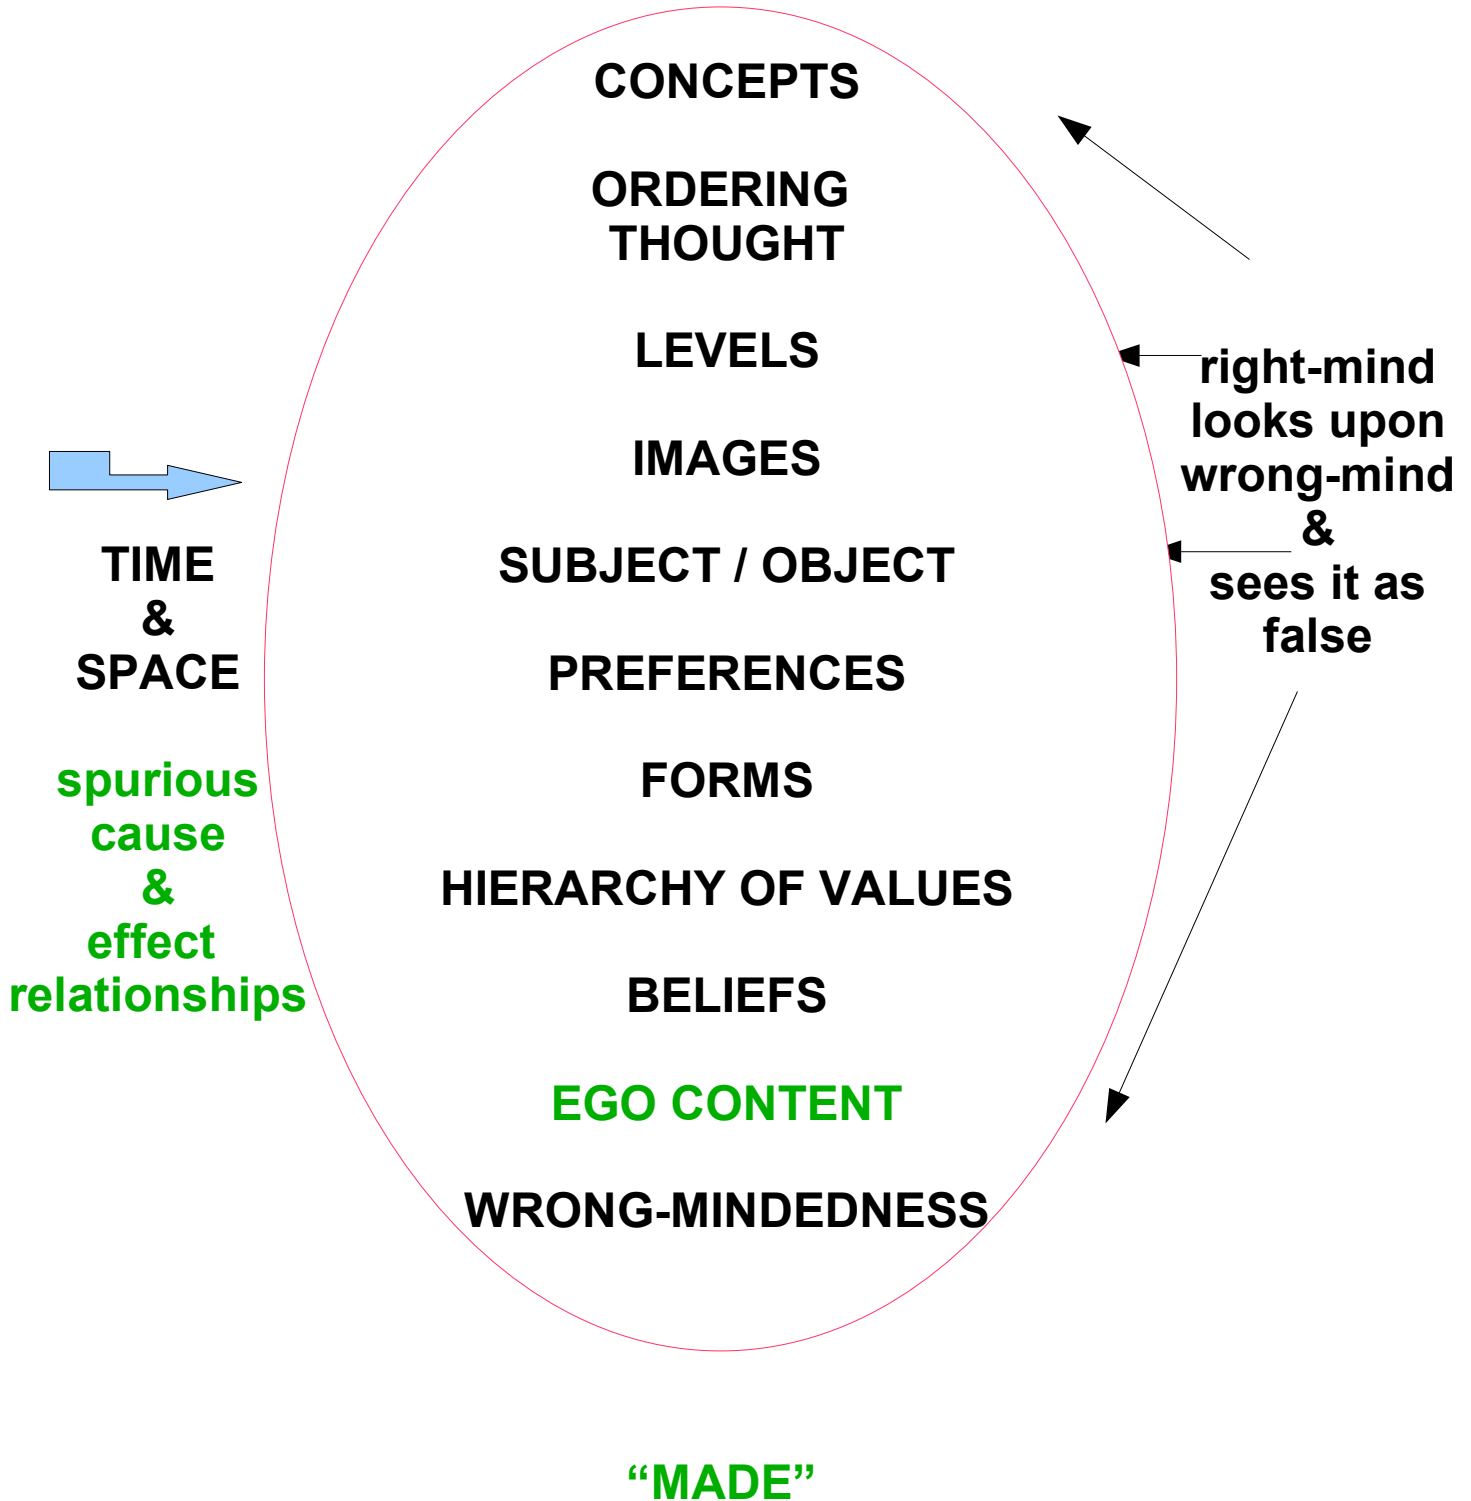 CONCEPTS
ORDERING
THOUGHT
LEVELS
IMAGES
SUBJECT / OBJECT
PREFERENCES
FORMS
HIERARCHY OF VALUES
BELIEFS
EGO CONTENT
WRONG-MINDEDNESS
TIME
&
SPACE
spurious
cause
&
effect
relationships
right-mind
looks upon
wrong-mind
&
sees it as
false
“MADE”